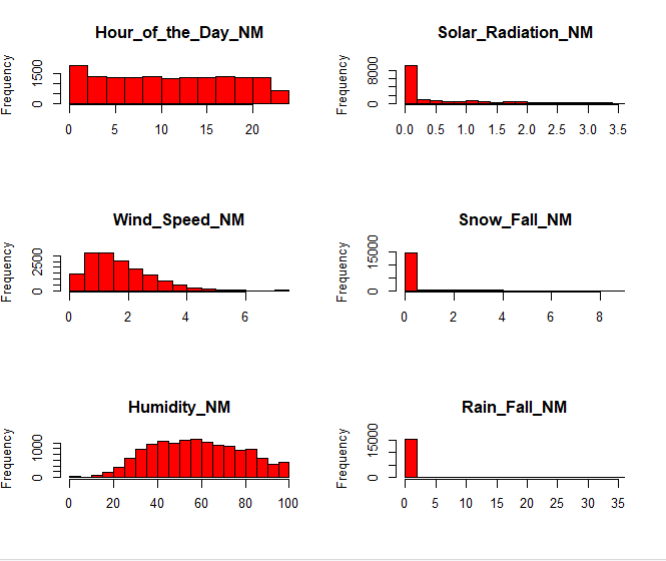 Hour_of_the_Day_NM
Frequency
0 1500
0 5 10 15 20
Solar_Radiation_NM
Frequency
0 8000
0.0 0.5 1.0 1.5 2.0 2.5 3.0 3.5
Wind_Speed_NM
Frequency
0 2500
0 2 4 6
Snow_Fall_NM
Frequency
0 15000
0 2 4 6 8
Humidity_NM
Frequency
0 1000
0 20 40 60 80 100
Rain_Fall_NM
Frequency
0 15000
0 5 10 15 20 25 30 35